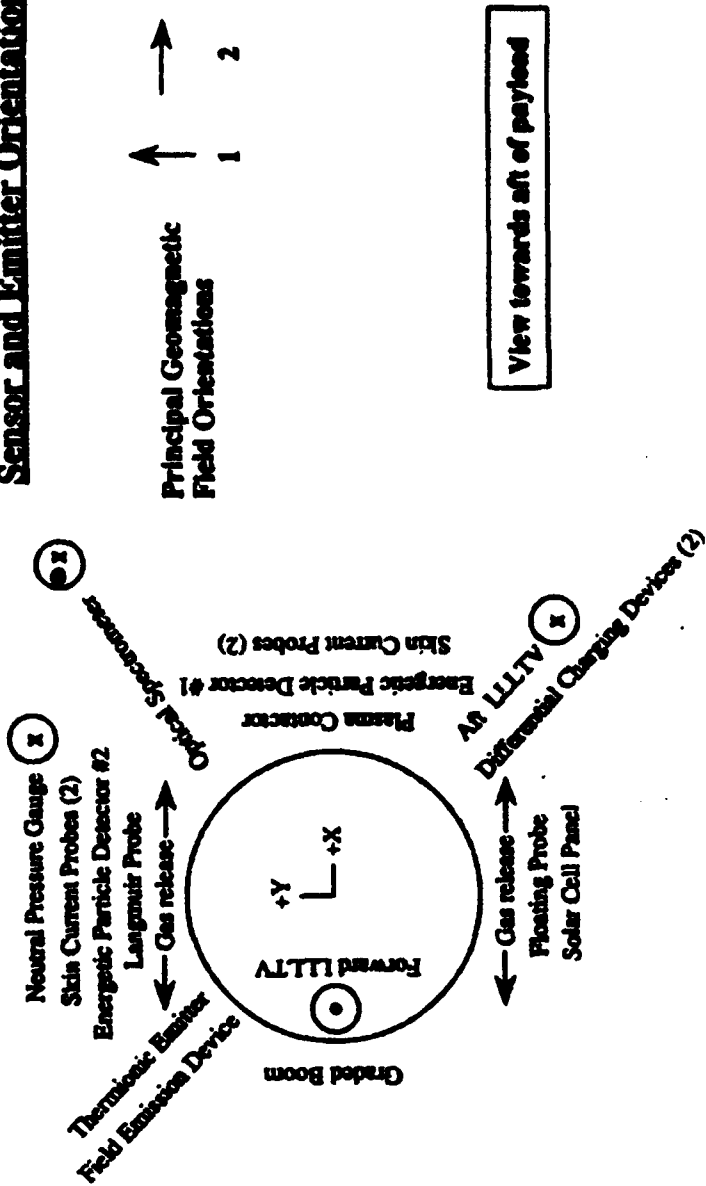 Sensor and Emitter Orientation
Principal Geomagnetic
Field Orientations
1
2
View towards aft of payload
Neutral Pressure Gauge
x
Skin Current Probes (2)
Energetic Particle Detector #2
Langmuir Probe
Gas release
Optical Spectrometer
x
Thermionic Emitter
Field Emission Device
+Y
+X
Forward LLLTV
Graded Boom
Plasma Contactor
Energetic Particle Detector #1
Skin Current Probes (2)
Aft LLLTV
x
Differential Charging Devices (2)
Gas release
Floating Probe
Solar Cell Panel